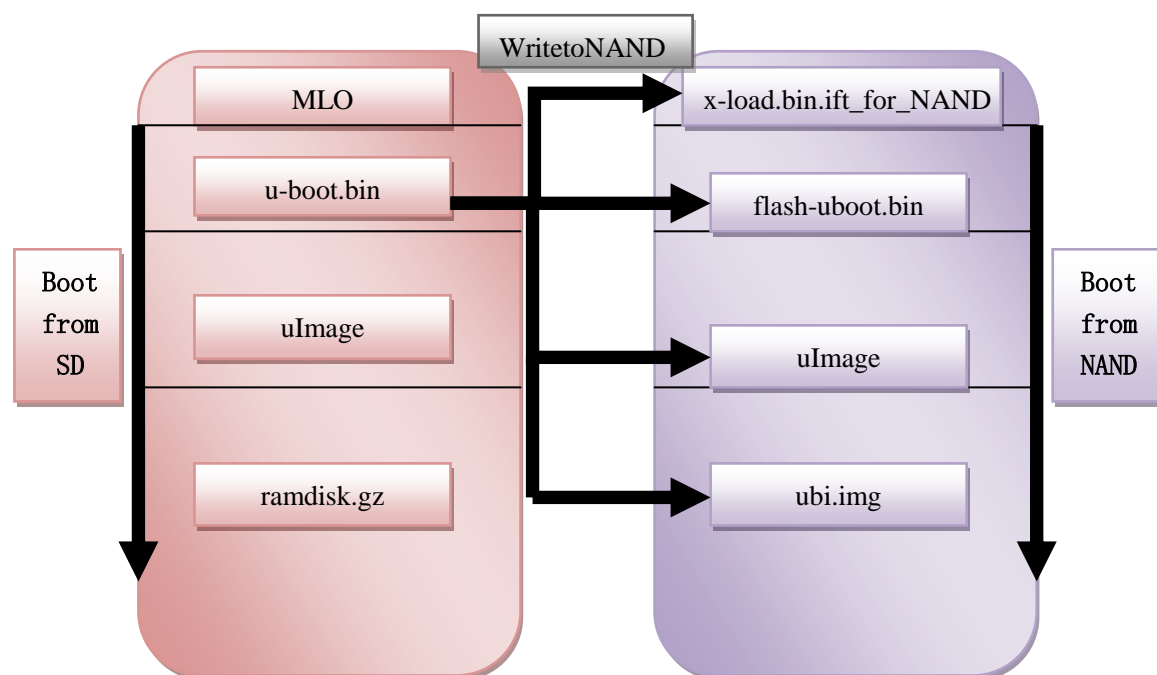 WritetoNAND
MLO
x-load.bin.ift_for_NAND
u-boot.bin
flash-uboot.bin
Boot
from
SD
uImage
uImage
Boot
from
NAND
ramdisk.gz
ubi.img